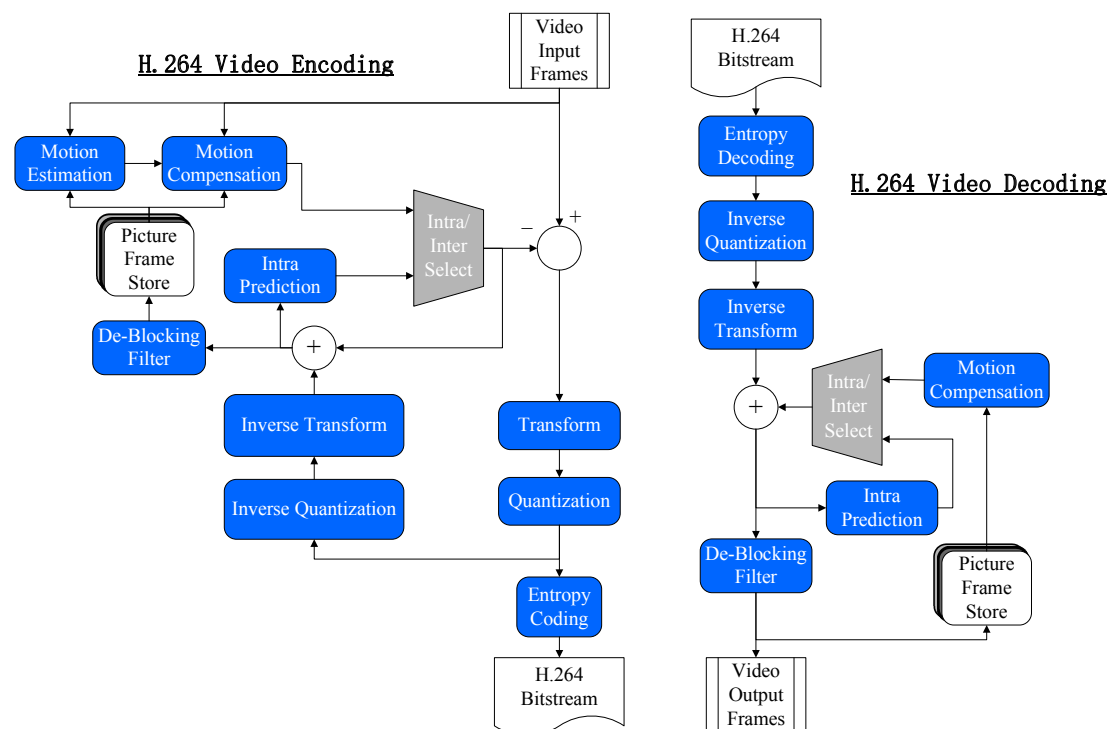 H.264 Video Encoding
Video
Input
Frames
Motion
Estimation
Motion
Compensation
Picture
Frame
Store
Intra
Prediction
Intra/
Inter
Select
−
+
De-Blocking
Filter
+
Inverse Transform
Inverse Quantization
Transform
Quantization
Entropy
Coding
H.264
Bitstream
H.264
Bitstream
H.264 Video Decoding
Entropy
Decoding
Inverse
Quantization
Inverse
Transform
+
Intra/
Inter
Select
Motion
Compensation
Intra
Prediction
De-Blocking
Filter
Picture
Frame
Store
Video
Output
Frames